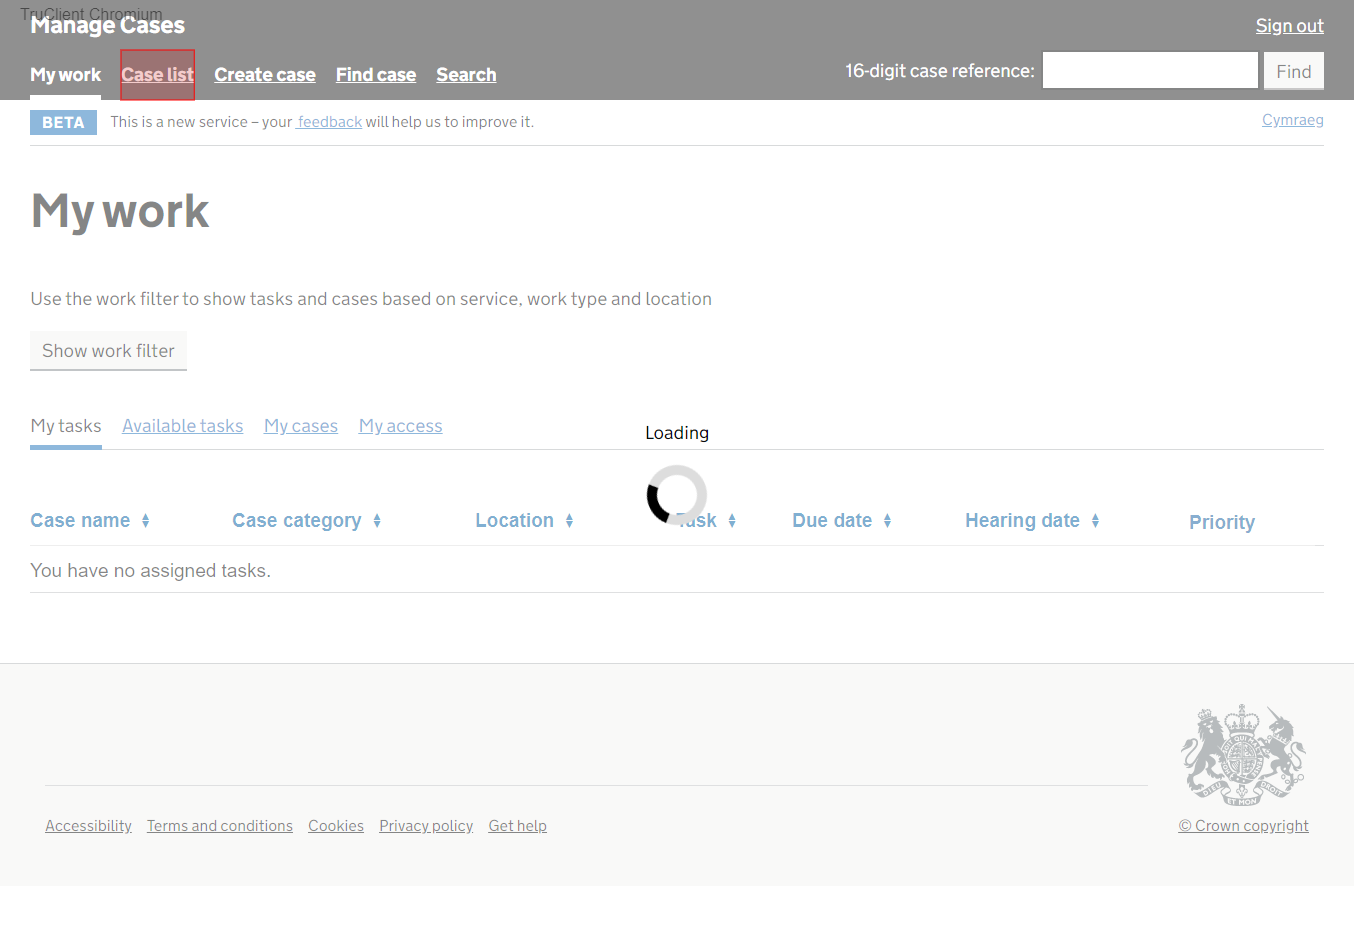 TruClient Chromium
Manage Cases
Sign out
My work Case list Create case Find case Search
16-digit case reference: Find
BETA This is a new service – your feedback will help us to improve it.
Cymraeg
My work
Use the work filter to show tasks and cases based on service, work type and location
Show work filter
My tasks Available tasks My cases My access
Loading
Case name Case category Location Task Due date Hearing date Priority
You have no assigned tasks.
DIEU ET MON DROIT
Accessibility Terms and conditions Cookies Privacy policy Get help
© Crown copyright